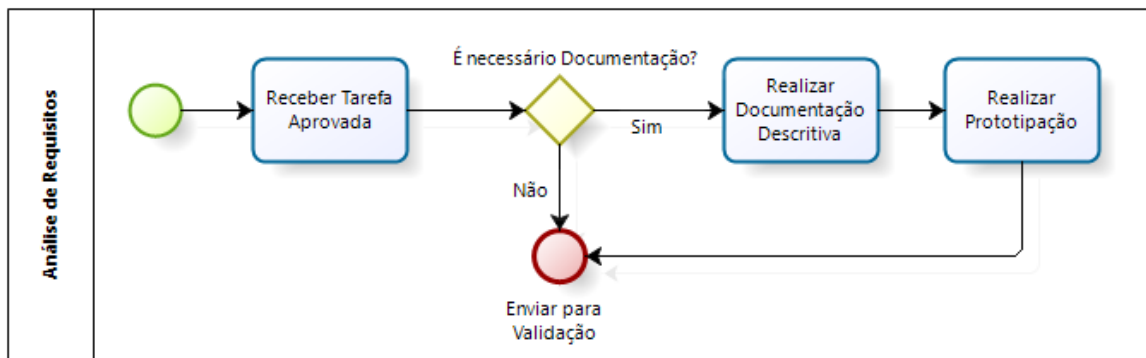 Análise de Requisitos
Receber Tarefa
Aprovada
É necessário Documentação?
Sim
Não
Realizar
Documentação
Descritiva
Realizar
Prototipação
Enviar para
Validação